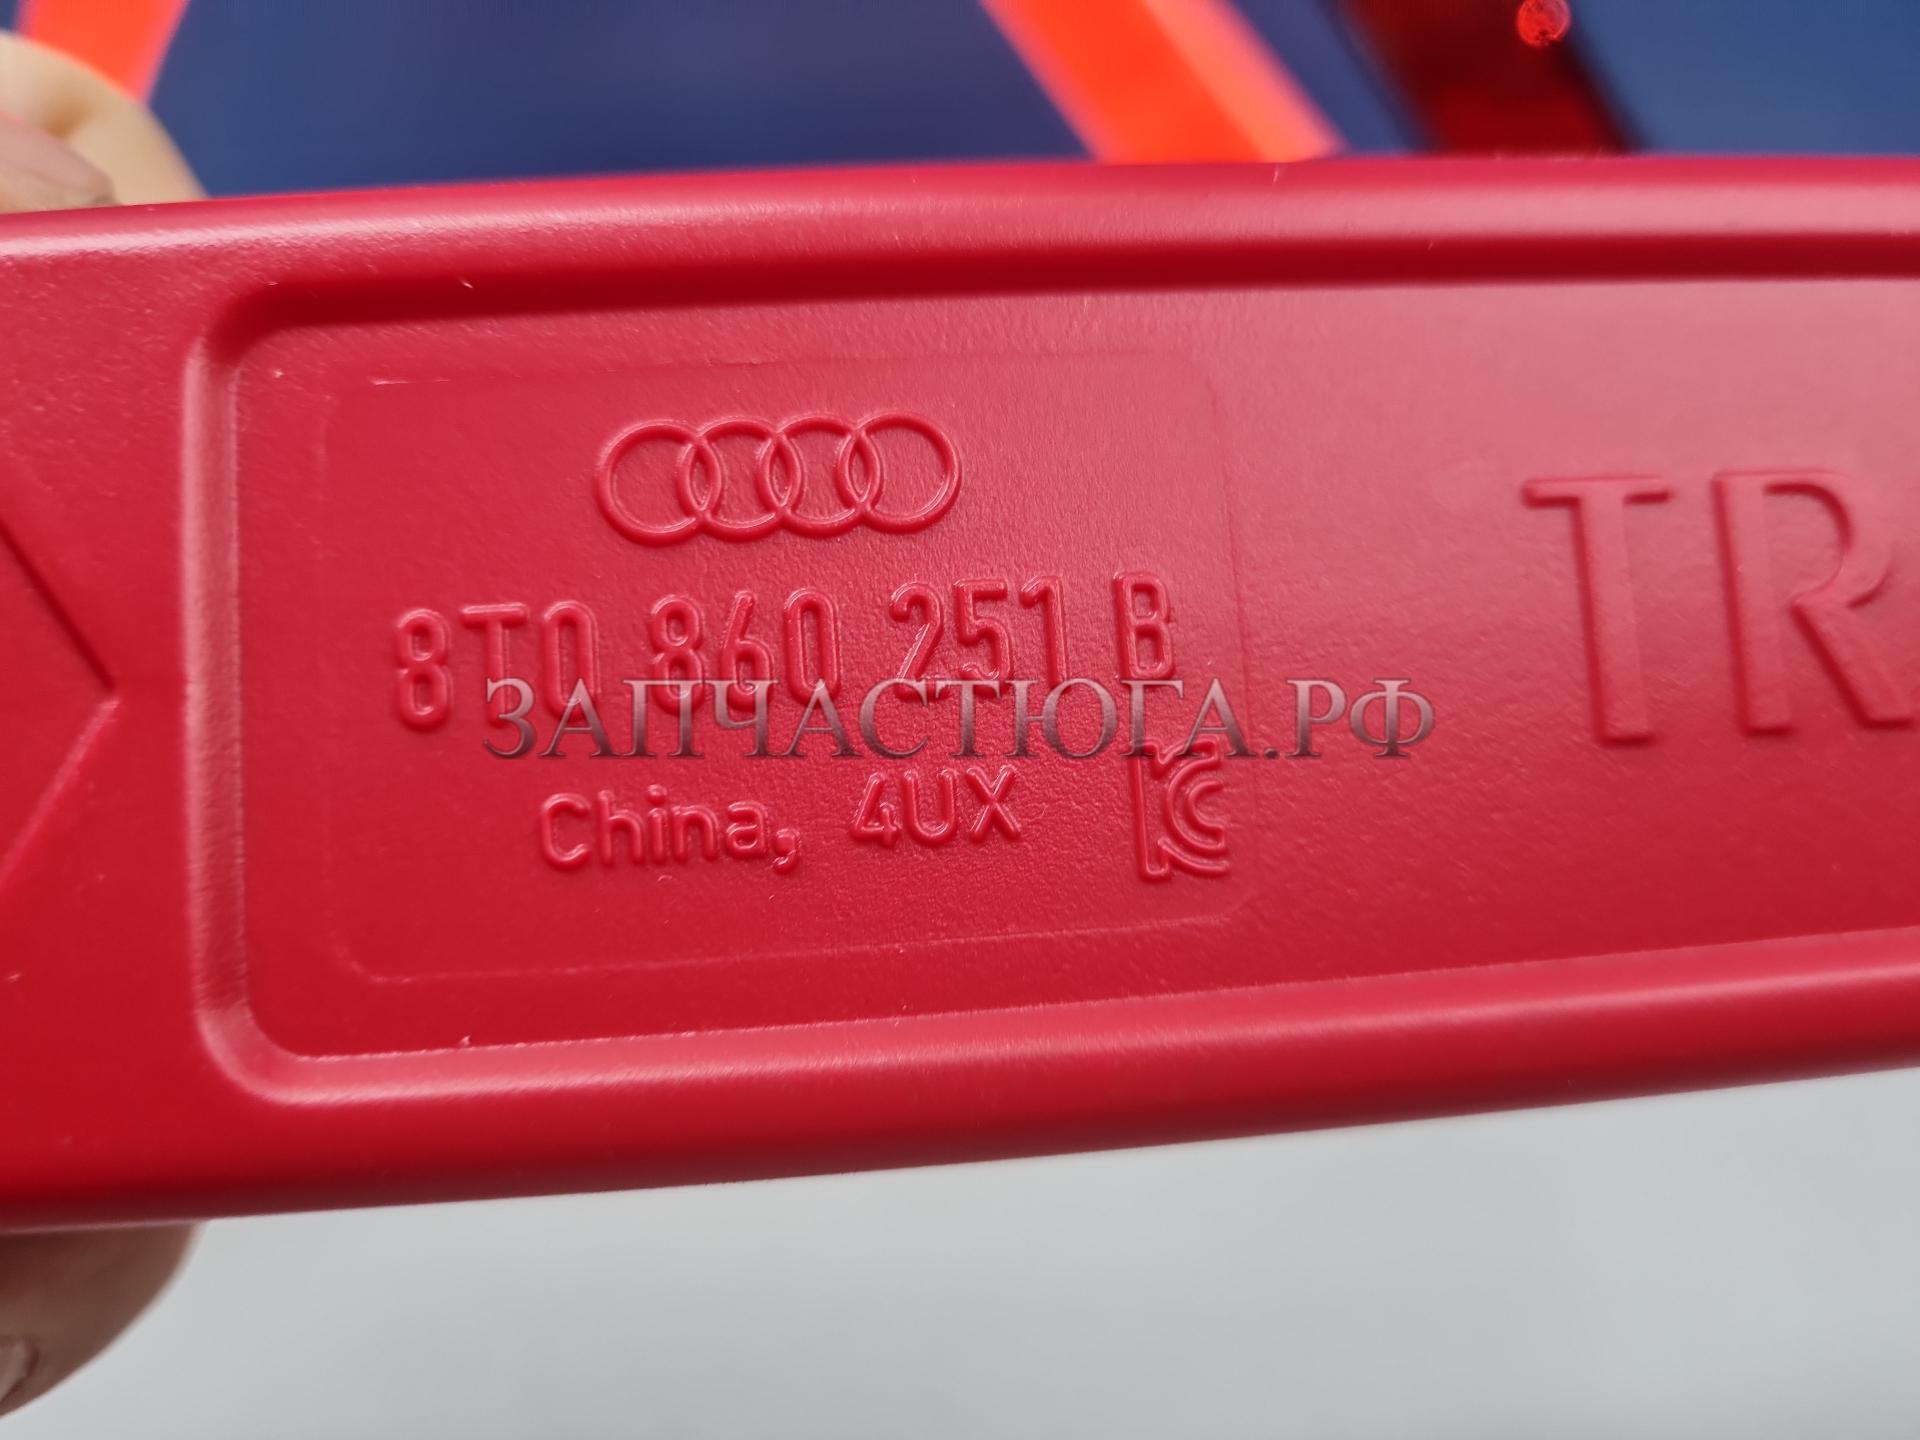 8T0 860 251 B
ЗАПЧАСТЮГА.РФ
China, 4UX
TR